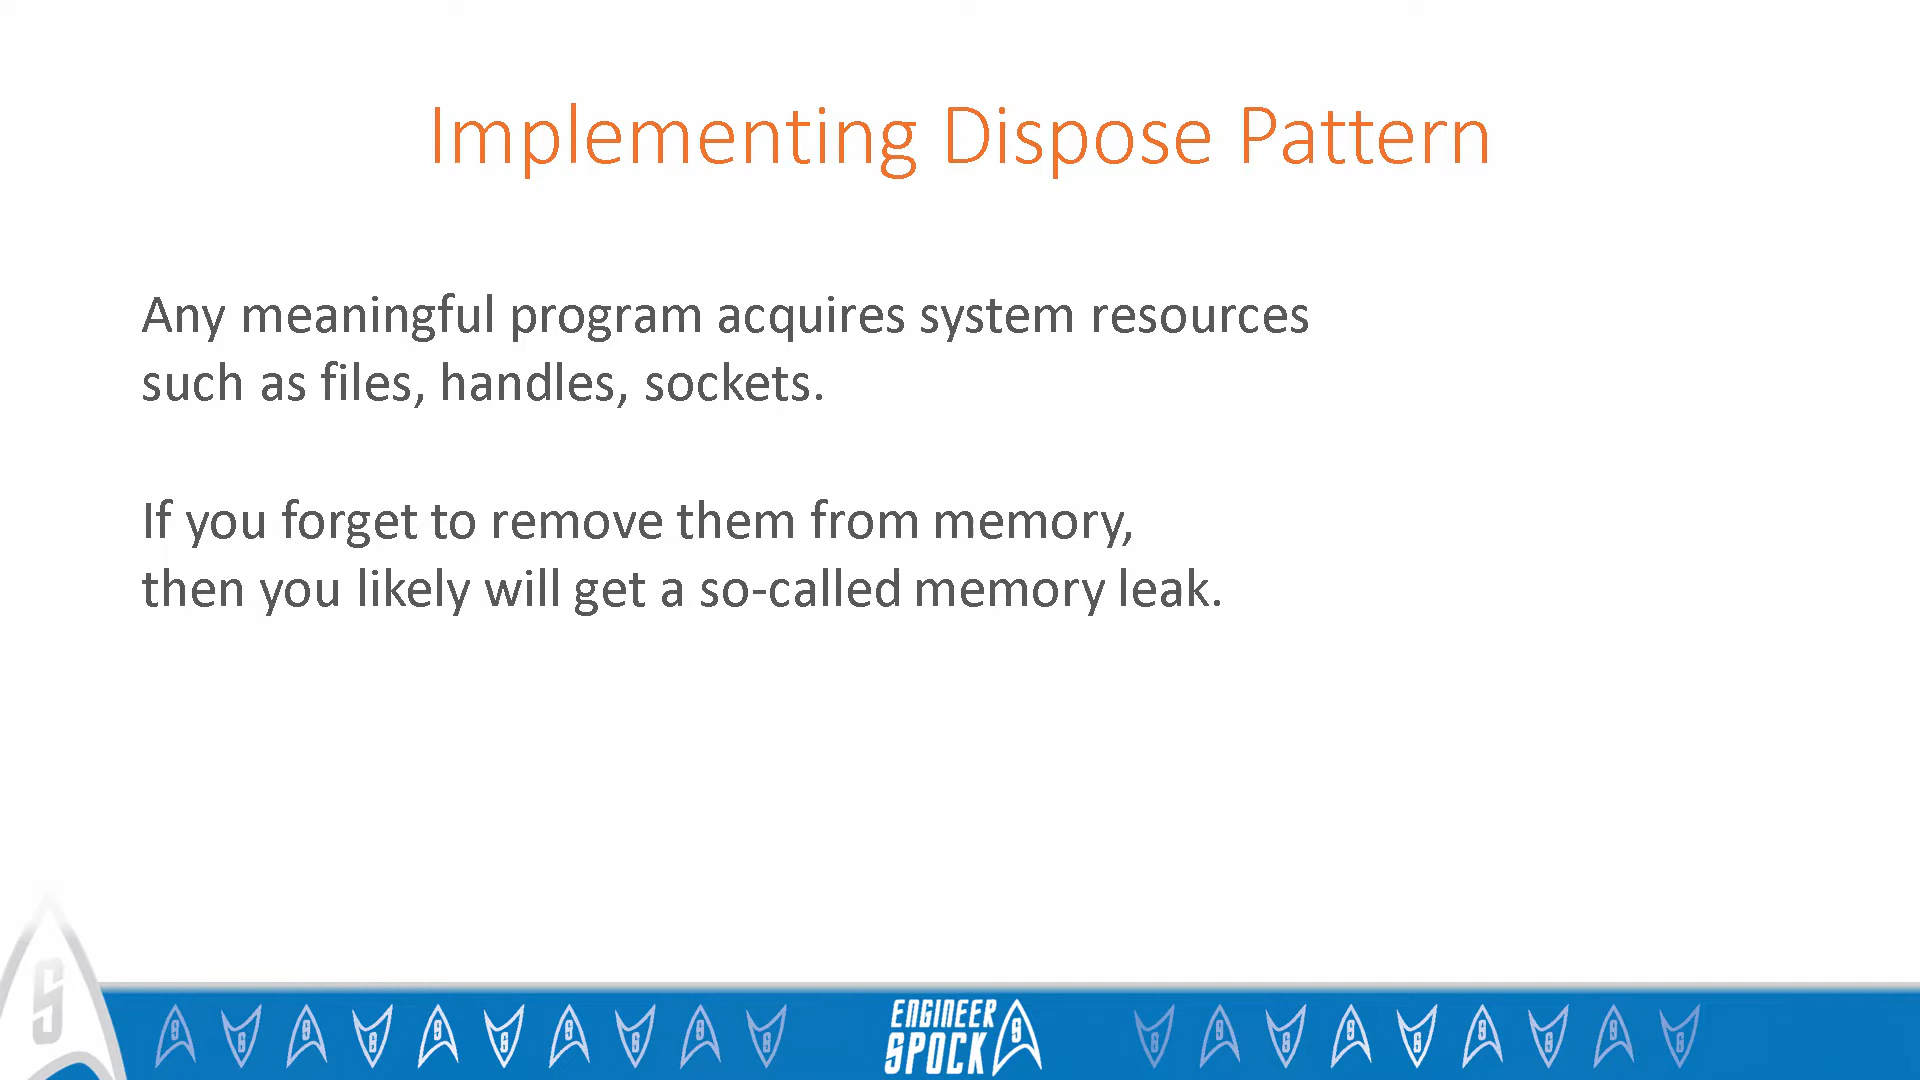 Implementing Dispose Pattern
Any meaningful program acquires system resources
such as files, handles, sockets.
If you forget to remove them from memory,
then you likely will get a so-called memory leak.
ENGINEER
SPOCK